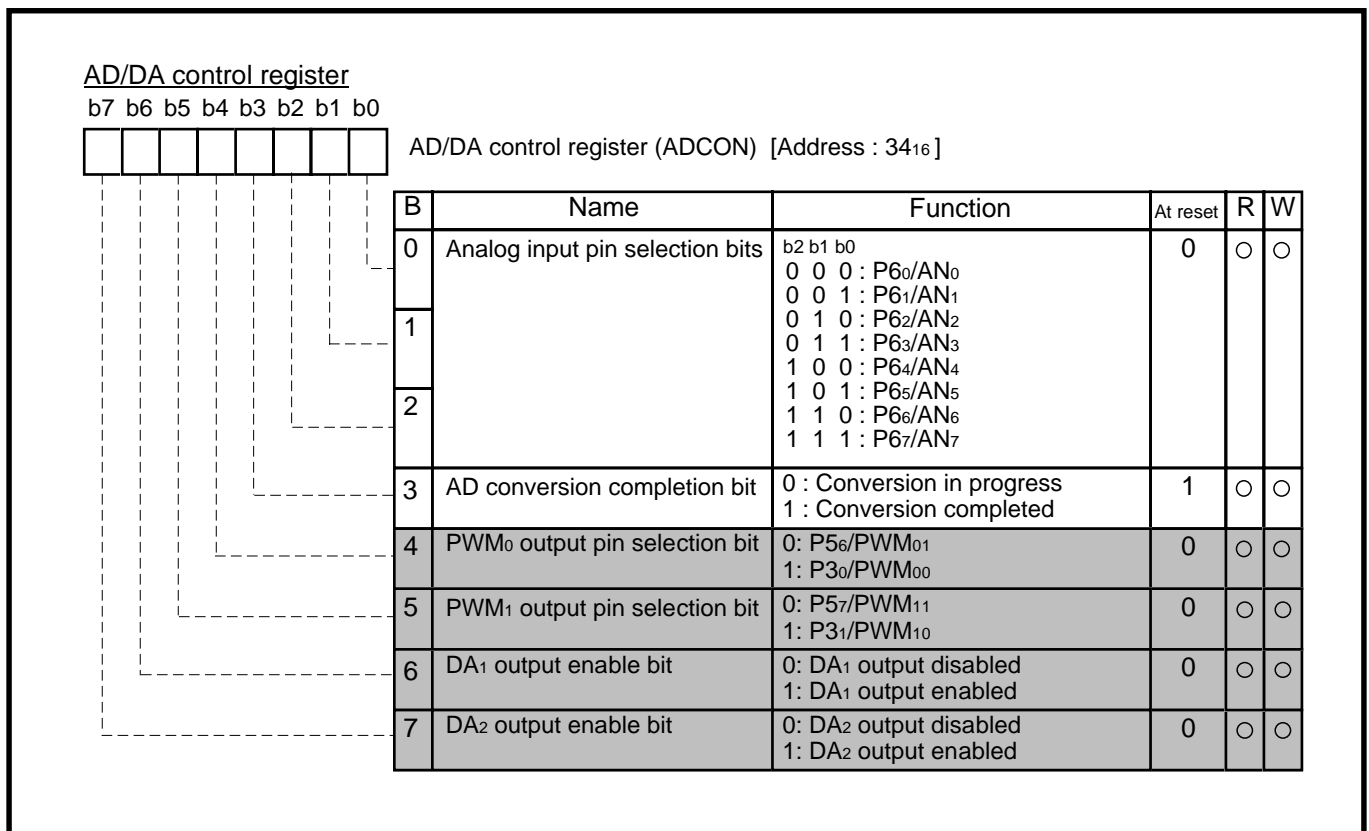 AD/DA control register
b7 b6 b5 b4 b3 b2 b1 b0
AD/DA control register (ADCON) [Address : 34₁₆ ]
B Name Function At reset R W
0 Analog input pin selection bits b2 b1 b0 0 ○ ○
0 0 0 : P6₀/AN₀
0 0 1 : P6₁/AN₁
1 0 1 0 : P6₂/AN₂
0 1 1 : P6₃/AN₃
1 0 0 : P6₄/AN₄
2 1 0 1 : P6₅/AN₅
1 1 0 : P6₆/AN₆
1 1 1 : P6₇/AN₇
3 AD conversion completion bit 0 : Conversion in progress 1 ○ ○
1 : Conversion completed
4 PWM₀ output pin selection bit 0: P5₆/PWM₀₁ 0 ○ ○
1: P3₀/PWM₀₀
5 PWM₁ output pin selection bit 0: P5₇/PWM₁₁ 0 ○ ○
1: P3₁/PWM₁₀
6 DA₁ output enable bit 0: DA₁ output disabled 0 ○ ○
1: DA₁ output enabled
7 DA₂ output enable bit 0: DA₂ output disabled 0 ○ ○
1: DA₂ output enabled